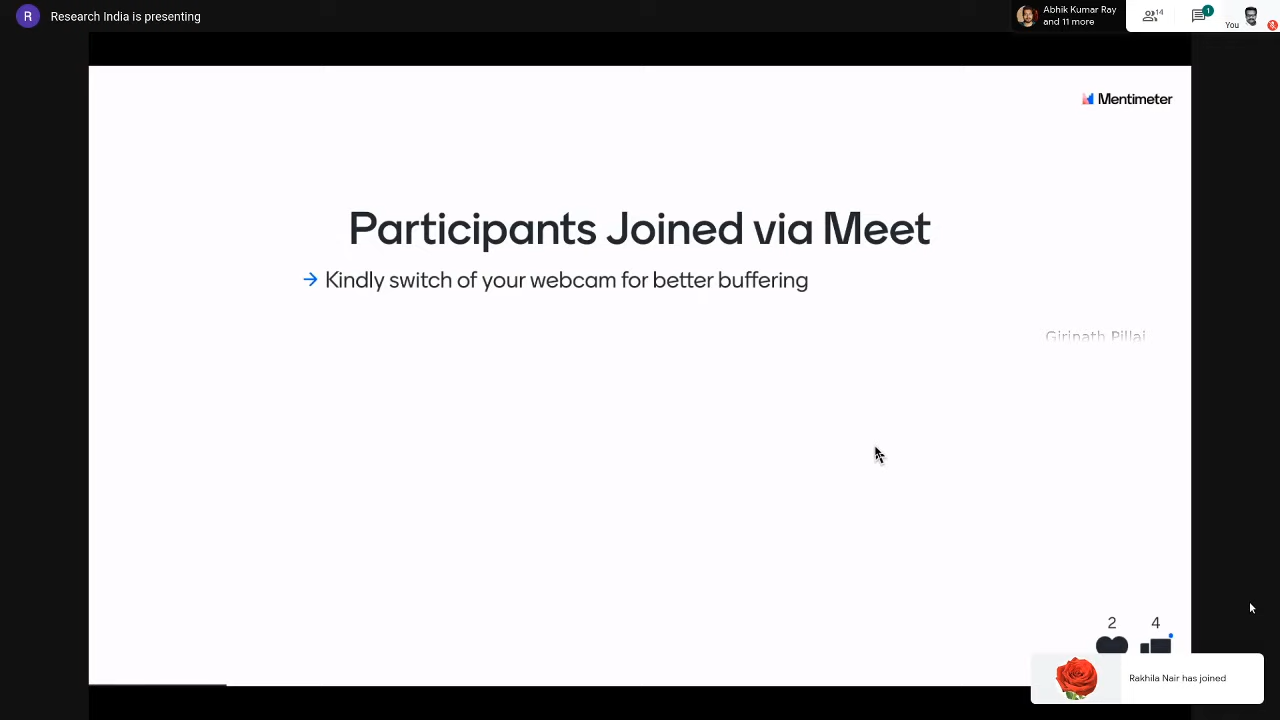 R
Research India is presenting
Abhik Kumar Ray
and 11 more
14
1
You
Mentimeter
Participants Joined via Meet
→ Kindly switch of your webcam for better buffering
Girinath Pillai
2
4
Rakhila Nair has joined